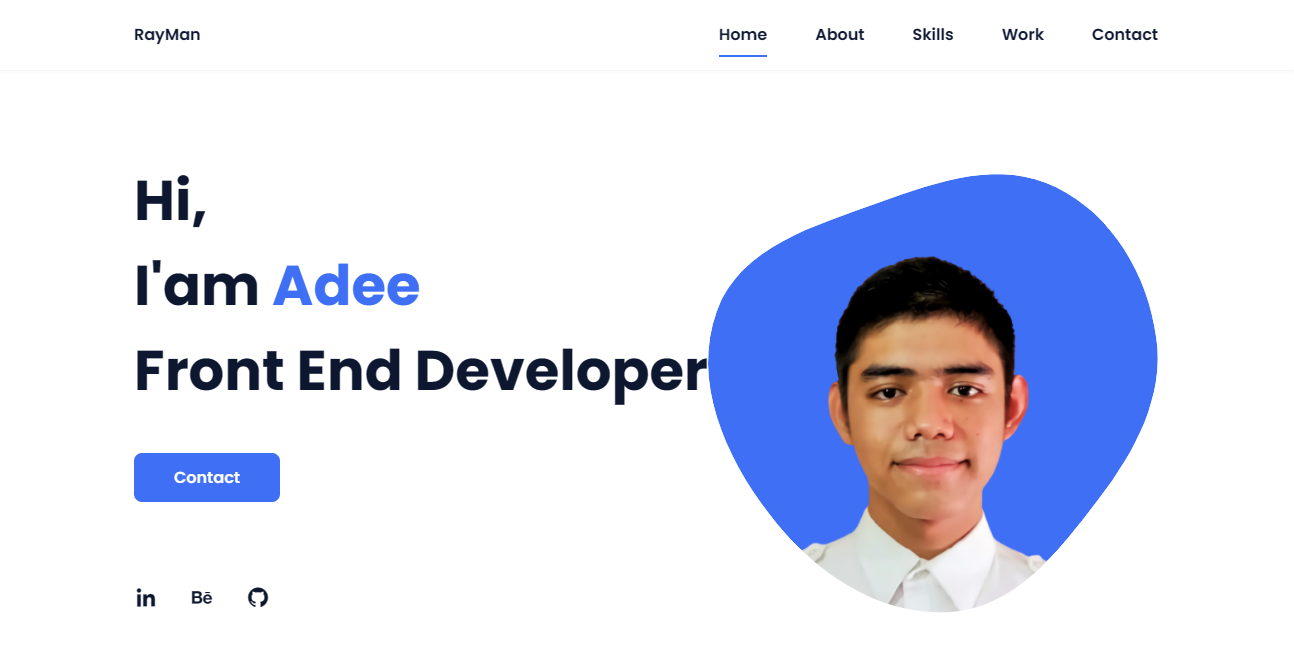 RayMan
Home About Skills Work Contact
Hi,
I'am Adee
Front End Developer
Contact
in Bē